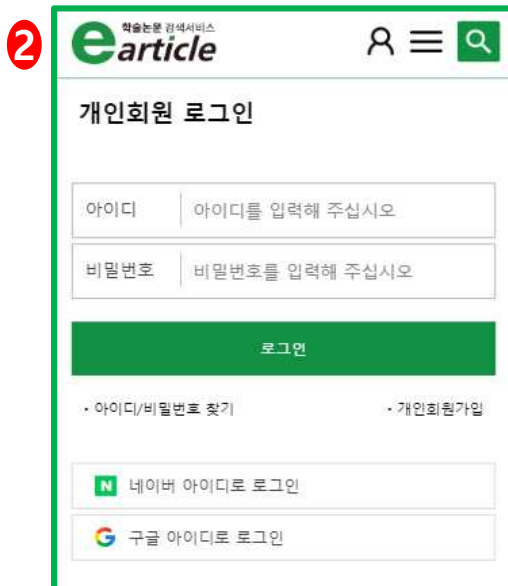 2
학술논문 검색서비스
earticle
개인회원 로그인
아이디 아이디를 입력해 주십시오
비밀번호 비밀번호를 입력해 주십시오
로그인
· 아이디/비밀번호 찾기 · 개인회원가입
N 네이버 아이디로 로그인
G 구글 아이디로 로그인